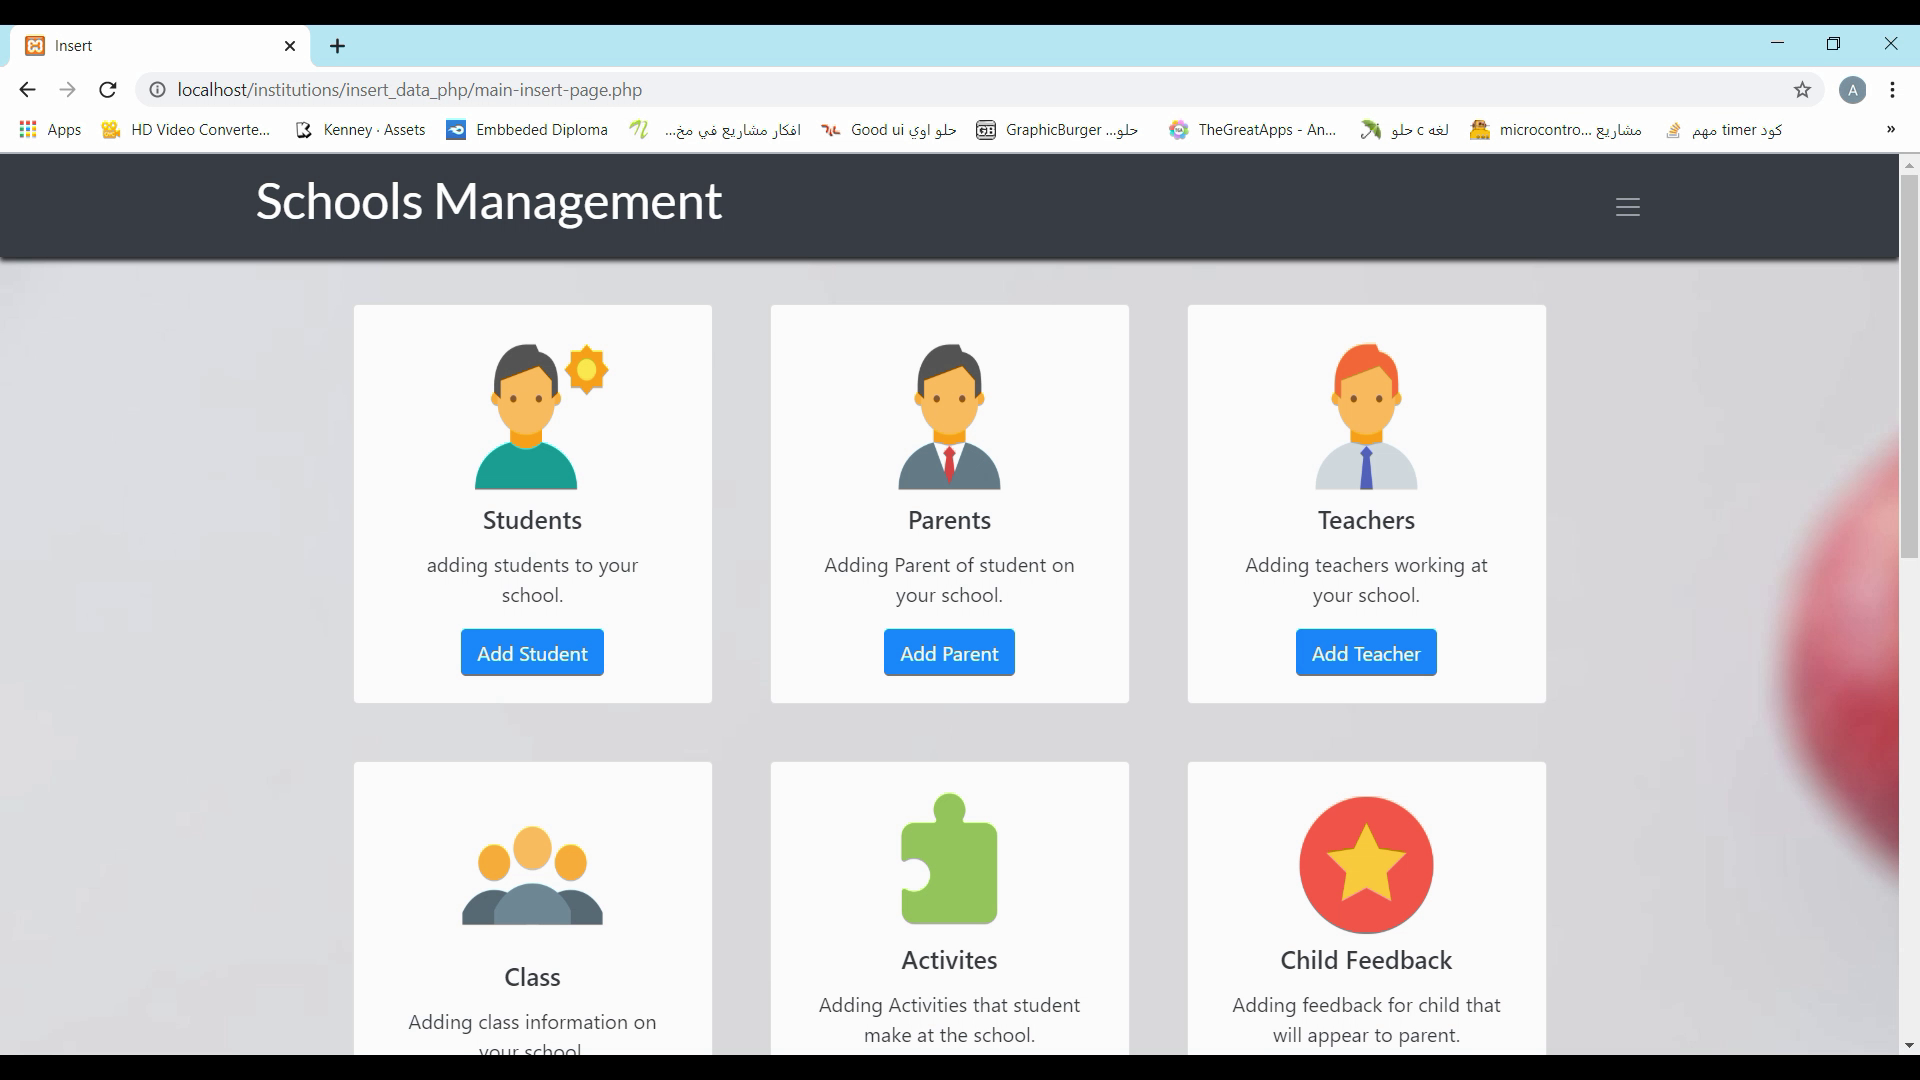 Insert
localhost/institutions/insert_data_php/main-insert-page.php
A
Apps
HD Video Converte...
Kenney · Assets
Embbeded Diploma
افكار مشاريع في مخ...
Good ui حلو اوي
GraphicBurger حلو...
TheGreatApps - An...
لغه c حلو
microcontro... مشاريع
كود timer مهم
»
Schools Management
Students
adding students to your
school.
Add Student
Parents
Adding Parent of student on
your school.
Add Parent
Teachers
Adding teachers working at
your school.
Add Teacher
Class
Adding class information on
your school.
Activites
Adding Activities that student
make at the school.
Child Feedback
Adding feedback for child that
will appear to parent.